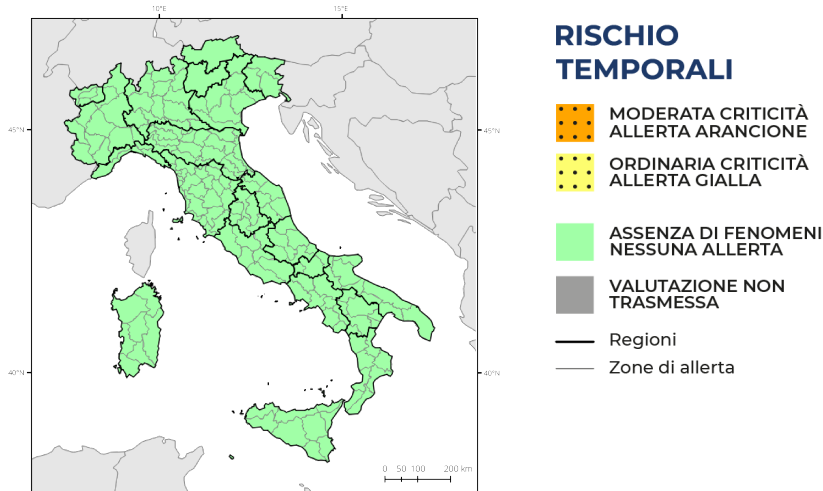 10°E
15°E
45°N
45°N
40°N
40°N
0 50 100 200 km
RISCHIO
TEMPORALI
MODERATA CRITICITÀ
ALLERTA ARANCIONE
ORDINARIA CRITICITÀ
ALLERTA GIALLA
ASSENZA DI FENOMENI
NESSUNA ALLERTA
VALUTAZIONE NON
TRASMESSA
Regioni
Zone di allerta